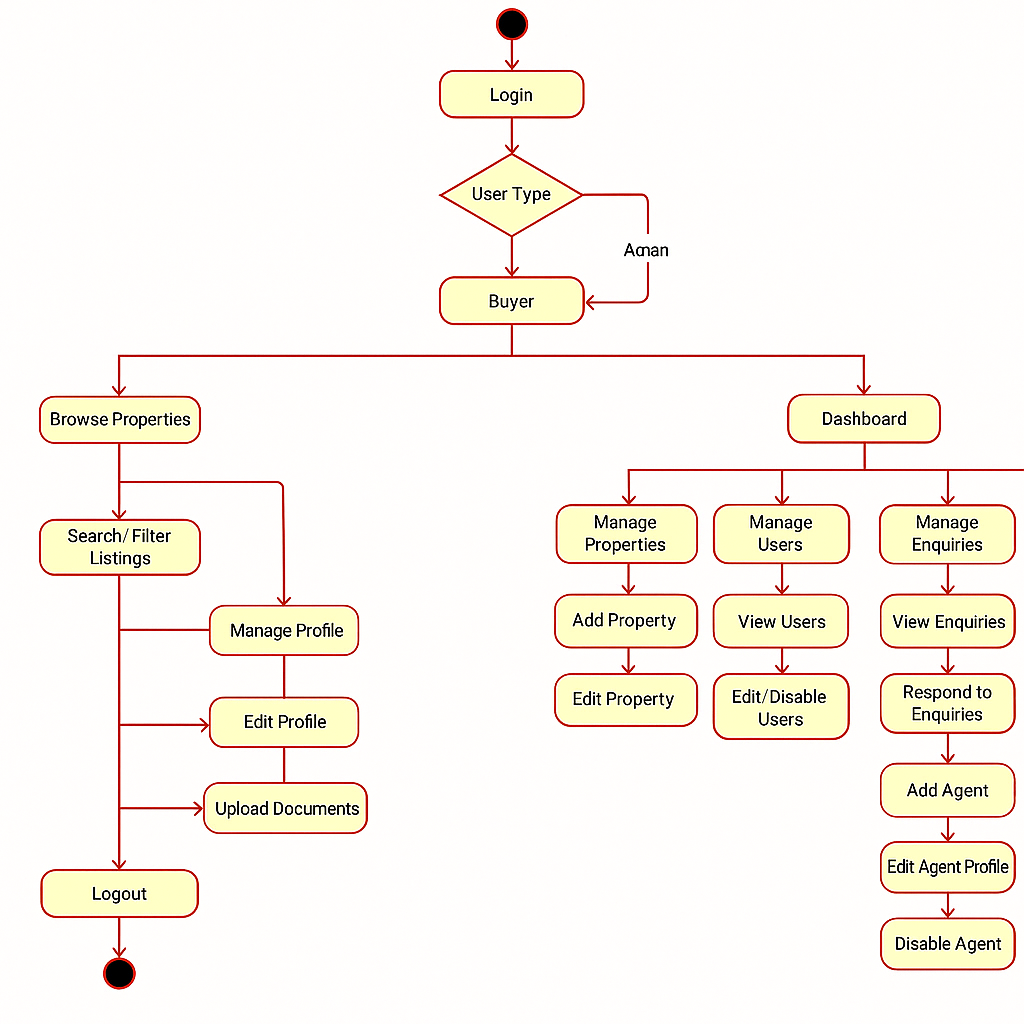 Login
User Type
Aɑnan
Buyer
Browse Properties
Dashboard
Search/Filter
Listings
Manage
Properties
Manage
Users
Manage
Enquiries
Manage Profile
Add Property
View Users
View Enquiries
Edit Profile
Edit Property
Edit/Disable
Users
Respond to
Enquiries
Upload Documents
Add Agent
Logout
Edit Agent Profile
Disable Agent